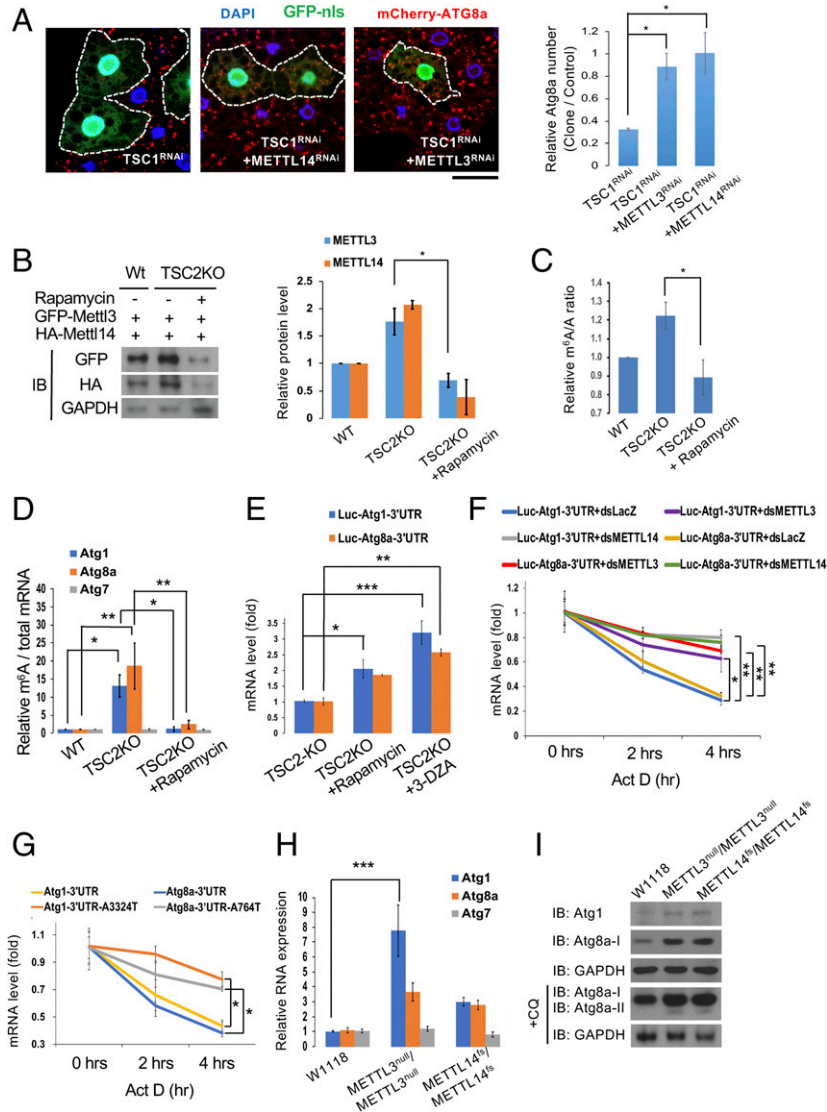 A
DAPI GFP-nls mCherry-ATG8a
TSC1RNAi
TSC1RNAi
+METTL14RNAi
TSC1RNAi
+METTL3RNAi
Relative Atg8a number
(Clone / Control)
1.4
1.2
1
0.8
0.6
0.4
0.2
0
*
*
TSC1RNAi
TSC1RNAi
+METTL3RNAi
TSC1RNAi
+METTL14RNAi
B
Wt TSC2KO
Rapamycin - - +
GFP-Mettl3 + + +
HA-Mettl14 + + +
IB
GFP
HA
GAPDH
METTL3
METTL14
Relative protein level
2.5
2
1.5
1
0.5
0
*
WT
TSC2KO
TSC2KO
+Rapamycin
C
Relative m6A/A ratio
1.4
1.3
1.2
1.1
1.0
0.9
0.8
0.7
*
WT
TSC2KO
TSC2KO
+ Rapamycin
D
Atg1
Atg8a
Atg7
Relative m6A / total mRNA
40
35
30
25
20
15
10
5
0
*
**
*
**
WT
TSC2KO
TSC2KO
+Rapamycin
E
Luc-Atg1-3'UTR
Luc-Atg8a-3'UTR
mRNA level (fold)
3.5
3
2.5
2
1.5
1
0.5
0
*
***
**
TSC2-KO
TSC2KO
+Rapamycin
TSC2KO
+3-DZA
F
Luc-Atg1-3'UTR+dsLacZ Luc-Atg1-3'UTR+dsMETTL3
Luc-Atg1-3'UTR+dsMETTL14 Luc-Atg8a-3'UTR+dsLacZ
Luc-Atg8a-3'UTR+dsMETTL3 Luc-Atg8a-3'UTR+dsMETTL14
mRNA level (fold)
1
0.8
0.6
0.4
0.2
0
*
**
**
**
0 hrs 2 hrs 4 hrs
Act D (hr)
G
Atg1-3'UTR Atg8a-3'UTR
Atg1-3'UTR-A3324T Atg8a-3'UTR-A764T
mRNA level (fold)
1.1
0.9
0.7
0.5
0.3
*
*
0 hrs 2 hrs 4 hrs
Act D (hr)
H
Atg1
Atg8a
Atg7
Relative RNA expression
10
9
8
7
6
5
4
3
2
1
0
***
W1118
METTL3null/
METTL3null
METTL14fs/
METTL14fs
I
W1118
METTL3null/METTL3null
METTL14fs/METTL14fs
IB: Atg1
IB: Atg8a-I
IB: GAPDH
+CQ
IB: Atg8a-I
IB: Atg8a-II
IB: GAPDH